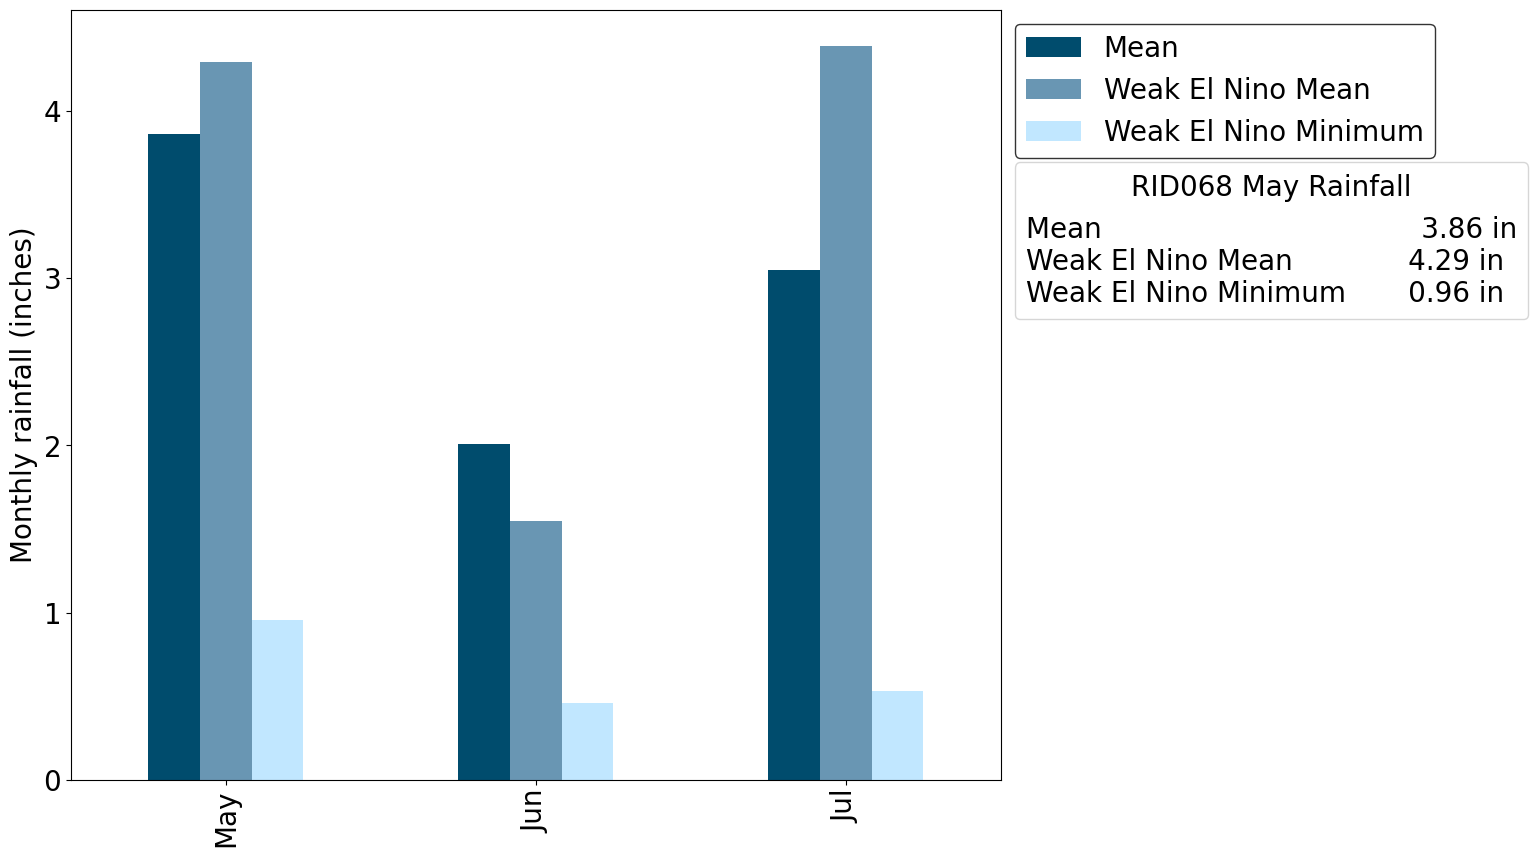 Monthly rainfall (inches)
4
3
2
1
0
May
Jun
Jul
Mean
Weak El Nino Mean
Weak El Nino Minimum
RID068 May Rainfall
Mean 3.86 in
Weak El Nino Mean 4.29 in
Weak El Nino Minimum 0.96 in